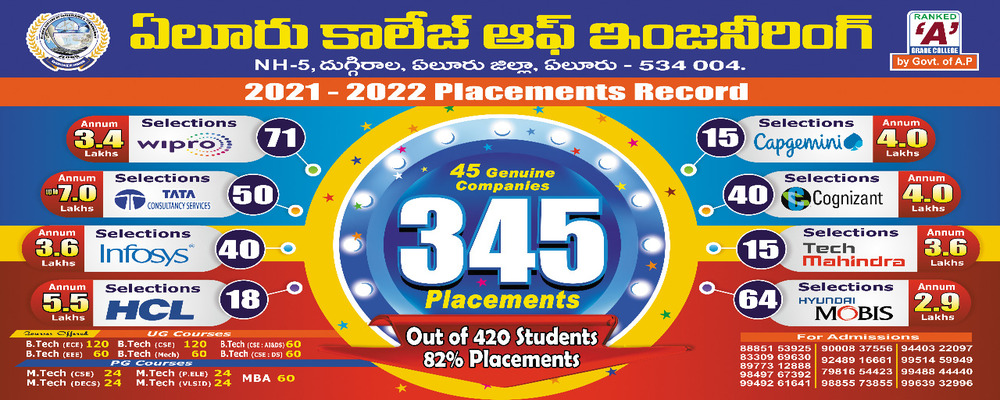 ఏలూరు కాలేజ్ ఆఫ్ ఇంజనీరింగ్
NH-5, దుగ్గిరాల, ఏలూరు జిల్లా, ఏలూరు - 534 004.
RANKED
'A'
GRADE COLLEGE
by Govt. of A.P
2021 - 2022 Placements Record
Annum
3.4
Lakhs
Selections
wipro
71
Annum
upto 7.0
Lakhs
Selections
TATA
CONSULTANCY SERVICES
50
Annum
3.6
Lakhs
Selections
Infosys®
40
Annum
5.5
Lakhs
Selections
HCL
18
45 Genuine
Companies
345
Placements
Out of 420 Students
82% Placements
15
Selections
Capgemini
Annum
4.0
Lakhs
40
Selections
Cognizant
Annum
4.0
Lakhs
15
Selections
Tech
Mahindra
Annum
3.6
Lakhs
64
Selections
HYUNDAI
MOBIS
Annum
2.9
Lakhs
Courses Offered
UG Courses
B.Tech (ECE) 120 B.Tech (CSE) 120 B.Tech (CSE : AI&DS) 60
B.Tech (EEE) 60 B.Tech (Mech) 60 B.Tech (CSE : DS) 60
PG Courses
M.Tech (CSE) 24 M.Tech (P.ELE) 24 MBA 60
M.Tech (DECS) 24 M.Tech (VLSID) 24
For Admissions
88851 53925 90008 37556 94403 22097
83309 69630 92489 16661 99514 59949
89773 12888 79816 54423 99488 44440
98497 67392 98855 73855 99639 32996
99492 61641